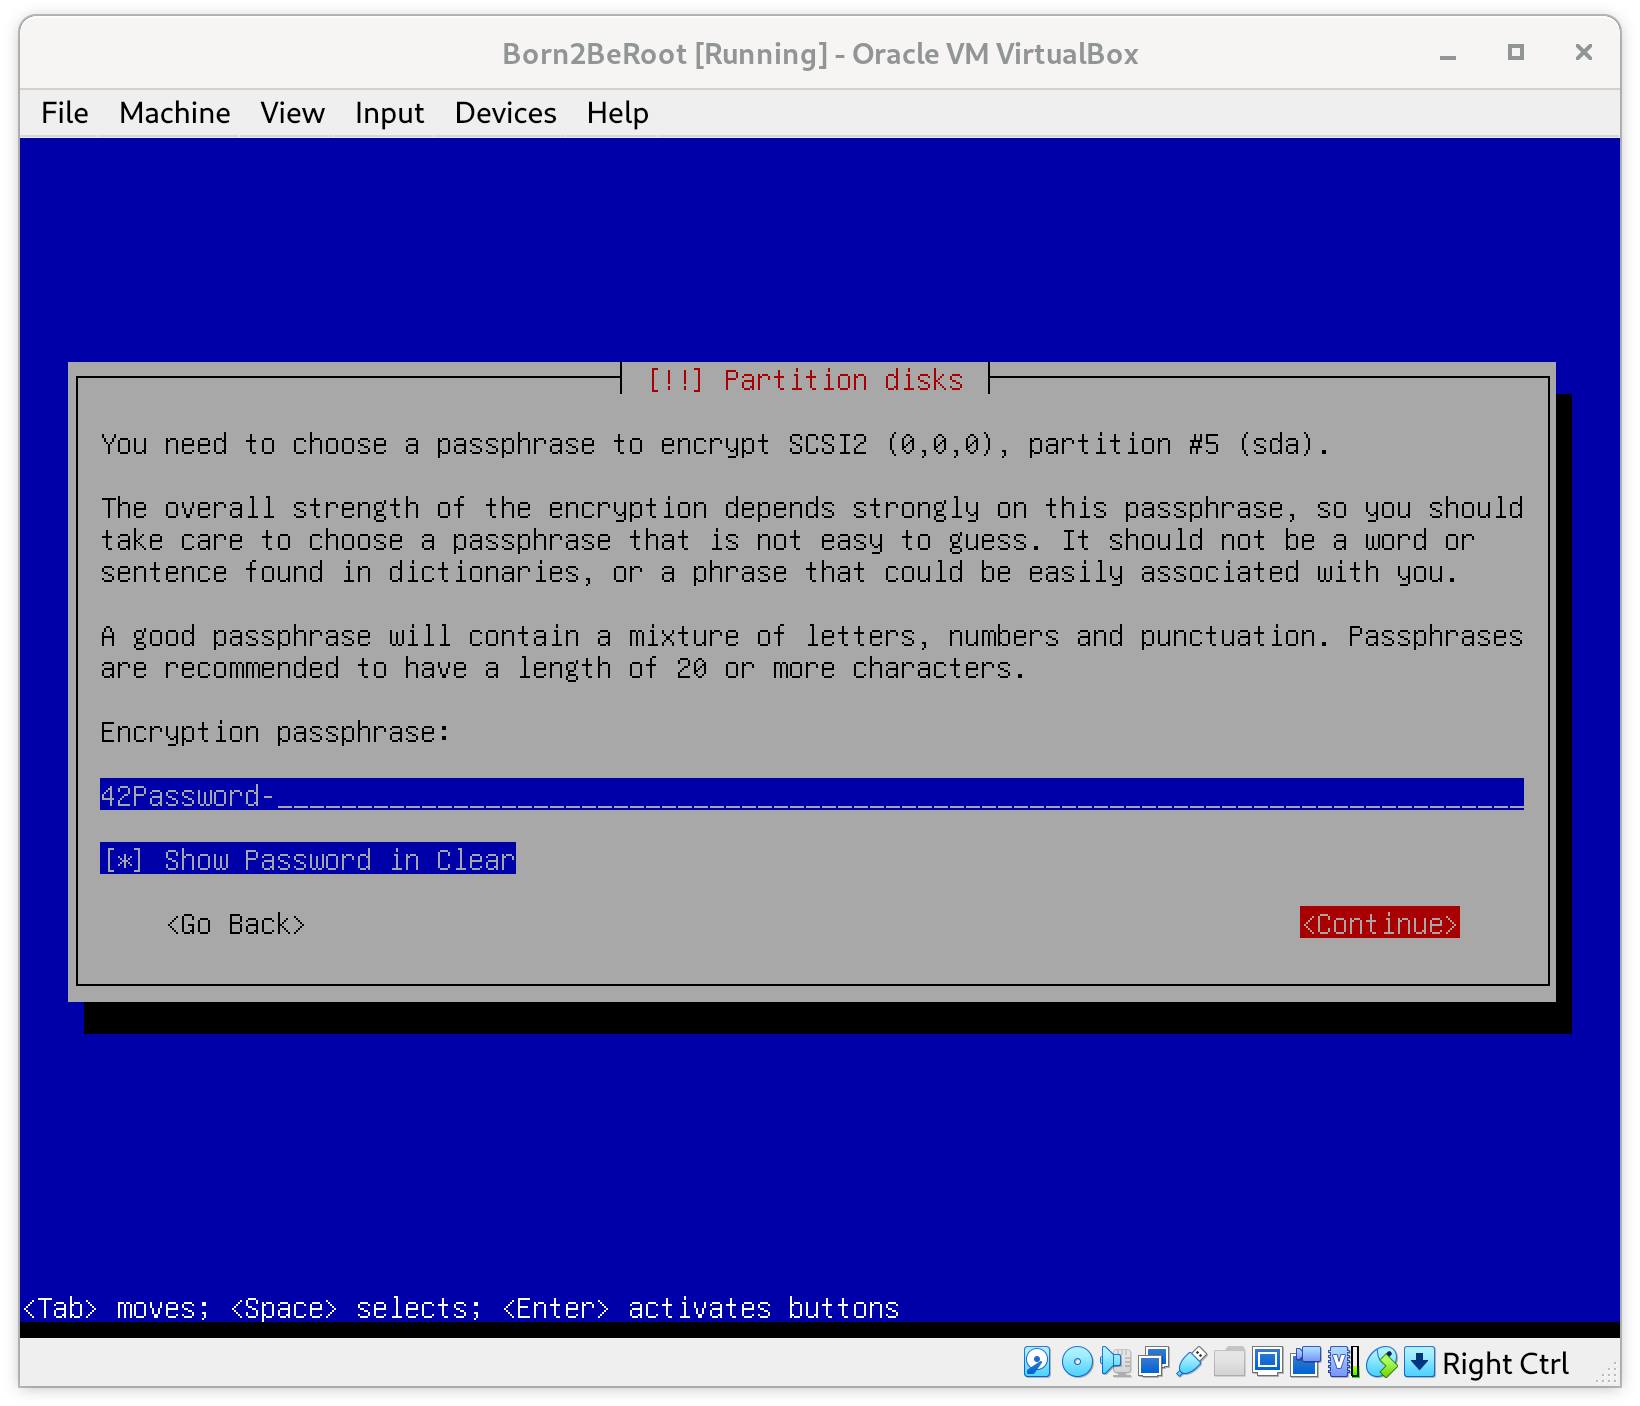 Born2BeRoot [Running] - Oracle VM VirtualBox
File Machine View Input Devices Help
[!!] Partition disks
You need to choose a passphrase to encrypt SCSI2 (0,0,0), partition #5 (sda).
The overall strength of the encryption depends strongly on this passphrase, so you should
take care to choose a passphrase that is not easy to guess. It should not be a word or
sentence found in dictionaries, or a phrase that could be easily associated with you.
A good passphrase will contain a mixture of letters, numbers and punctuation. Passphrases
are recommended to have a length of 20 or more characters.
Encryption passphrase:
42Password-
[*] Show Password in Clear
<Go Back> <Continue>
<Tab> moves; <Space> selects; <Enter> activates buttons
Right Ctrl